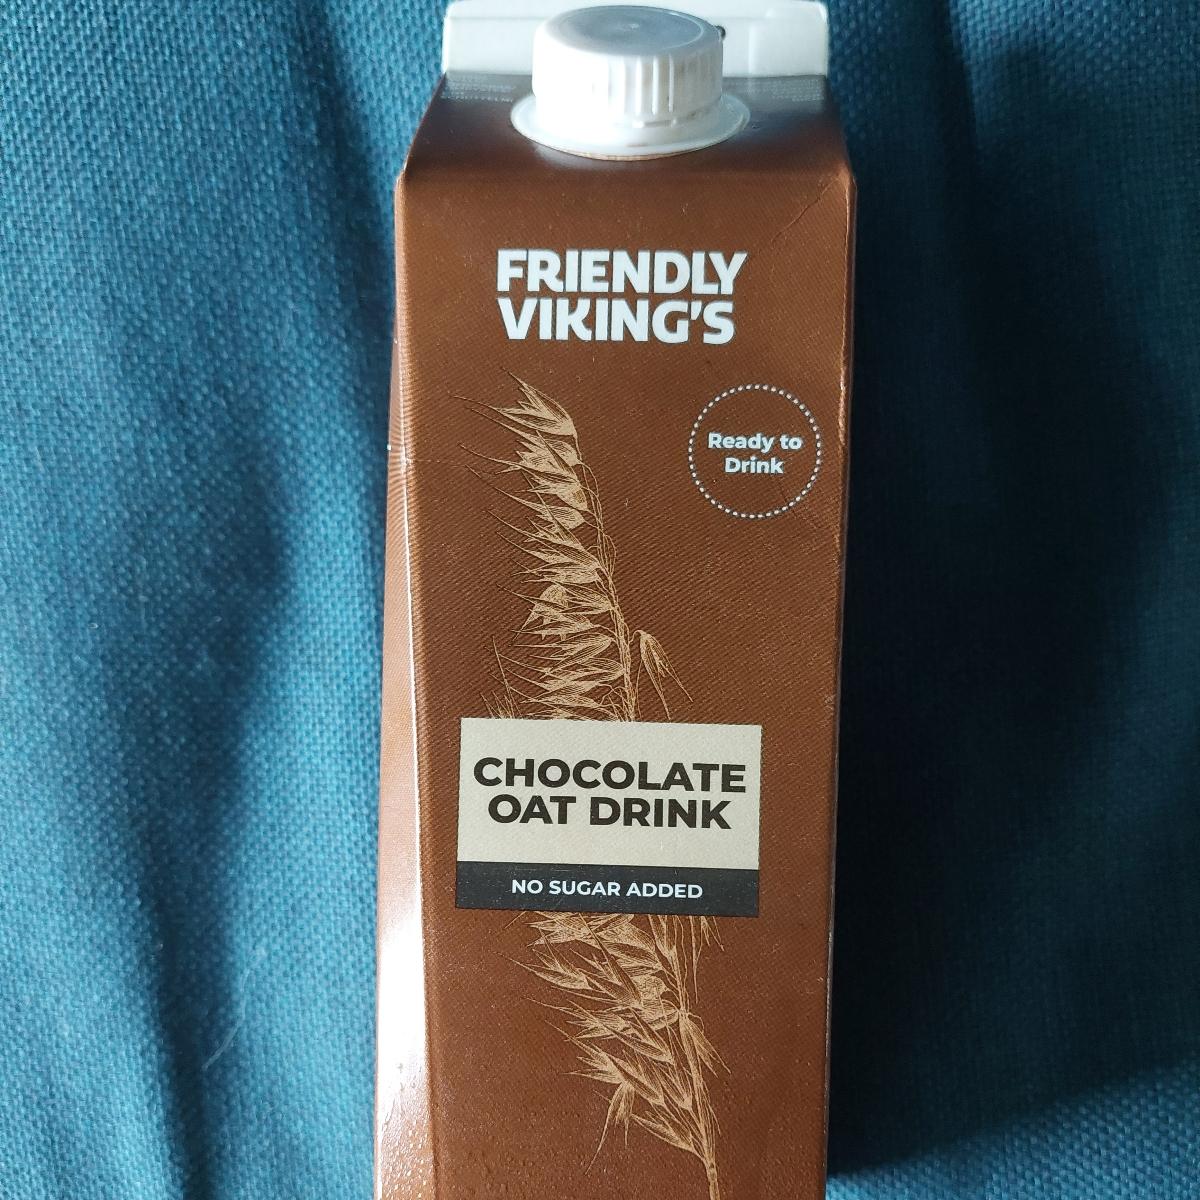 FRIENDLY
VIKING'S
Ready to
Drink
CHOCOLATE
OAT DRINK
NO SUGAR ADDED